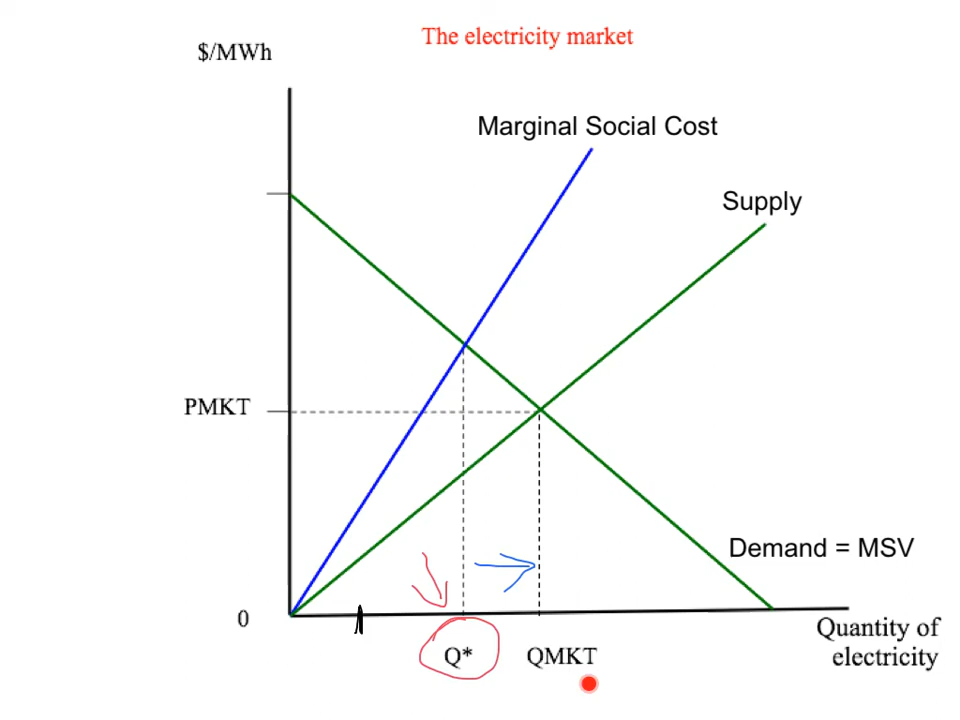 The electricity market
$/MWh
Marginal Social Cost
Supply
PMKT
Demand = MSV
0
Quantity of
electricity
Q*
QMKT